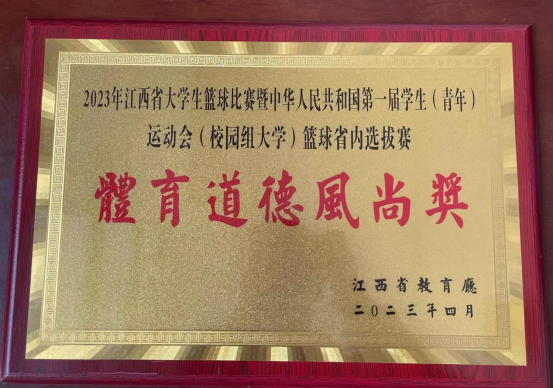 2023年江西省大学生篮球比赛暨中华人民共和国第一届学生（青年）
运动会（校园组大学）篮球省内选拔赛
體育道德風尚獎
江西省教育廳
二〇二三年四月